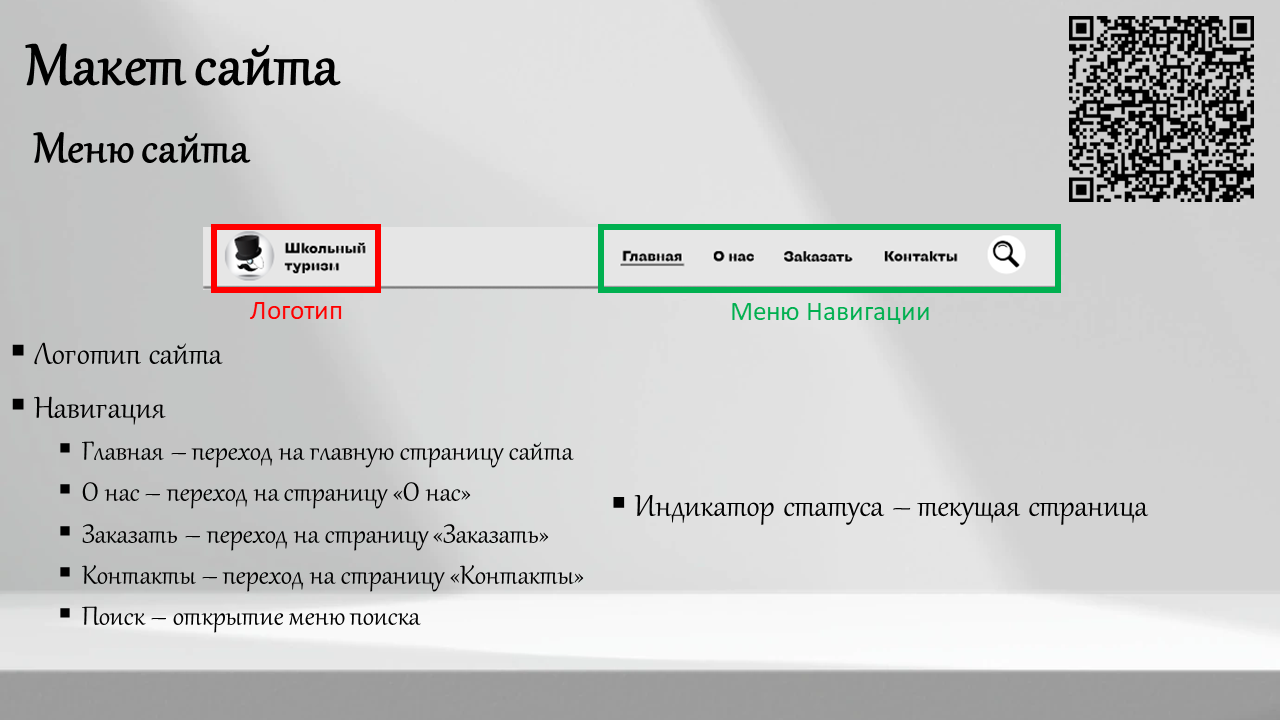 Макет сайта
Меню сайта
Школьный
туризм
Главная О нас Заказать Контакты
Логотип
Меню Навигации
Логотип сайта
Навигация
Главная – переход на главную страницу сайта
О нас – переход на страницу «О нас»
Заказать – переход на страницу «Заказать»
Контакты – переход на страницу «Контакты»
Поиск – открытие меню поиска
Индикатор статуса – текущая страница